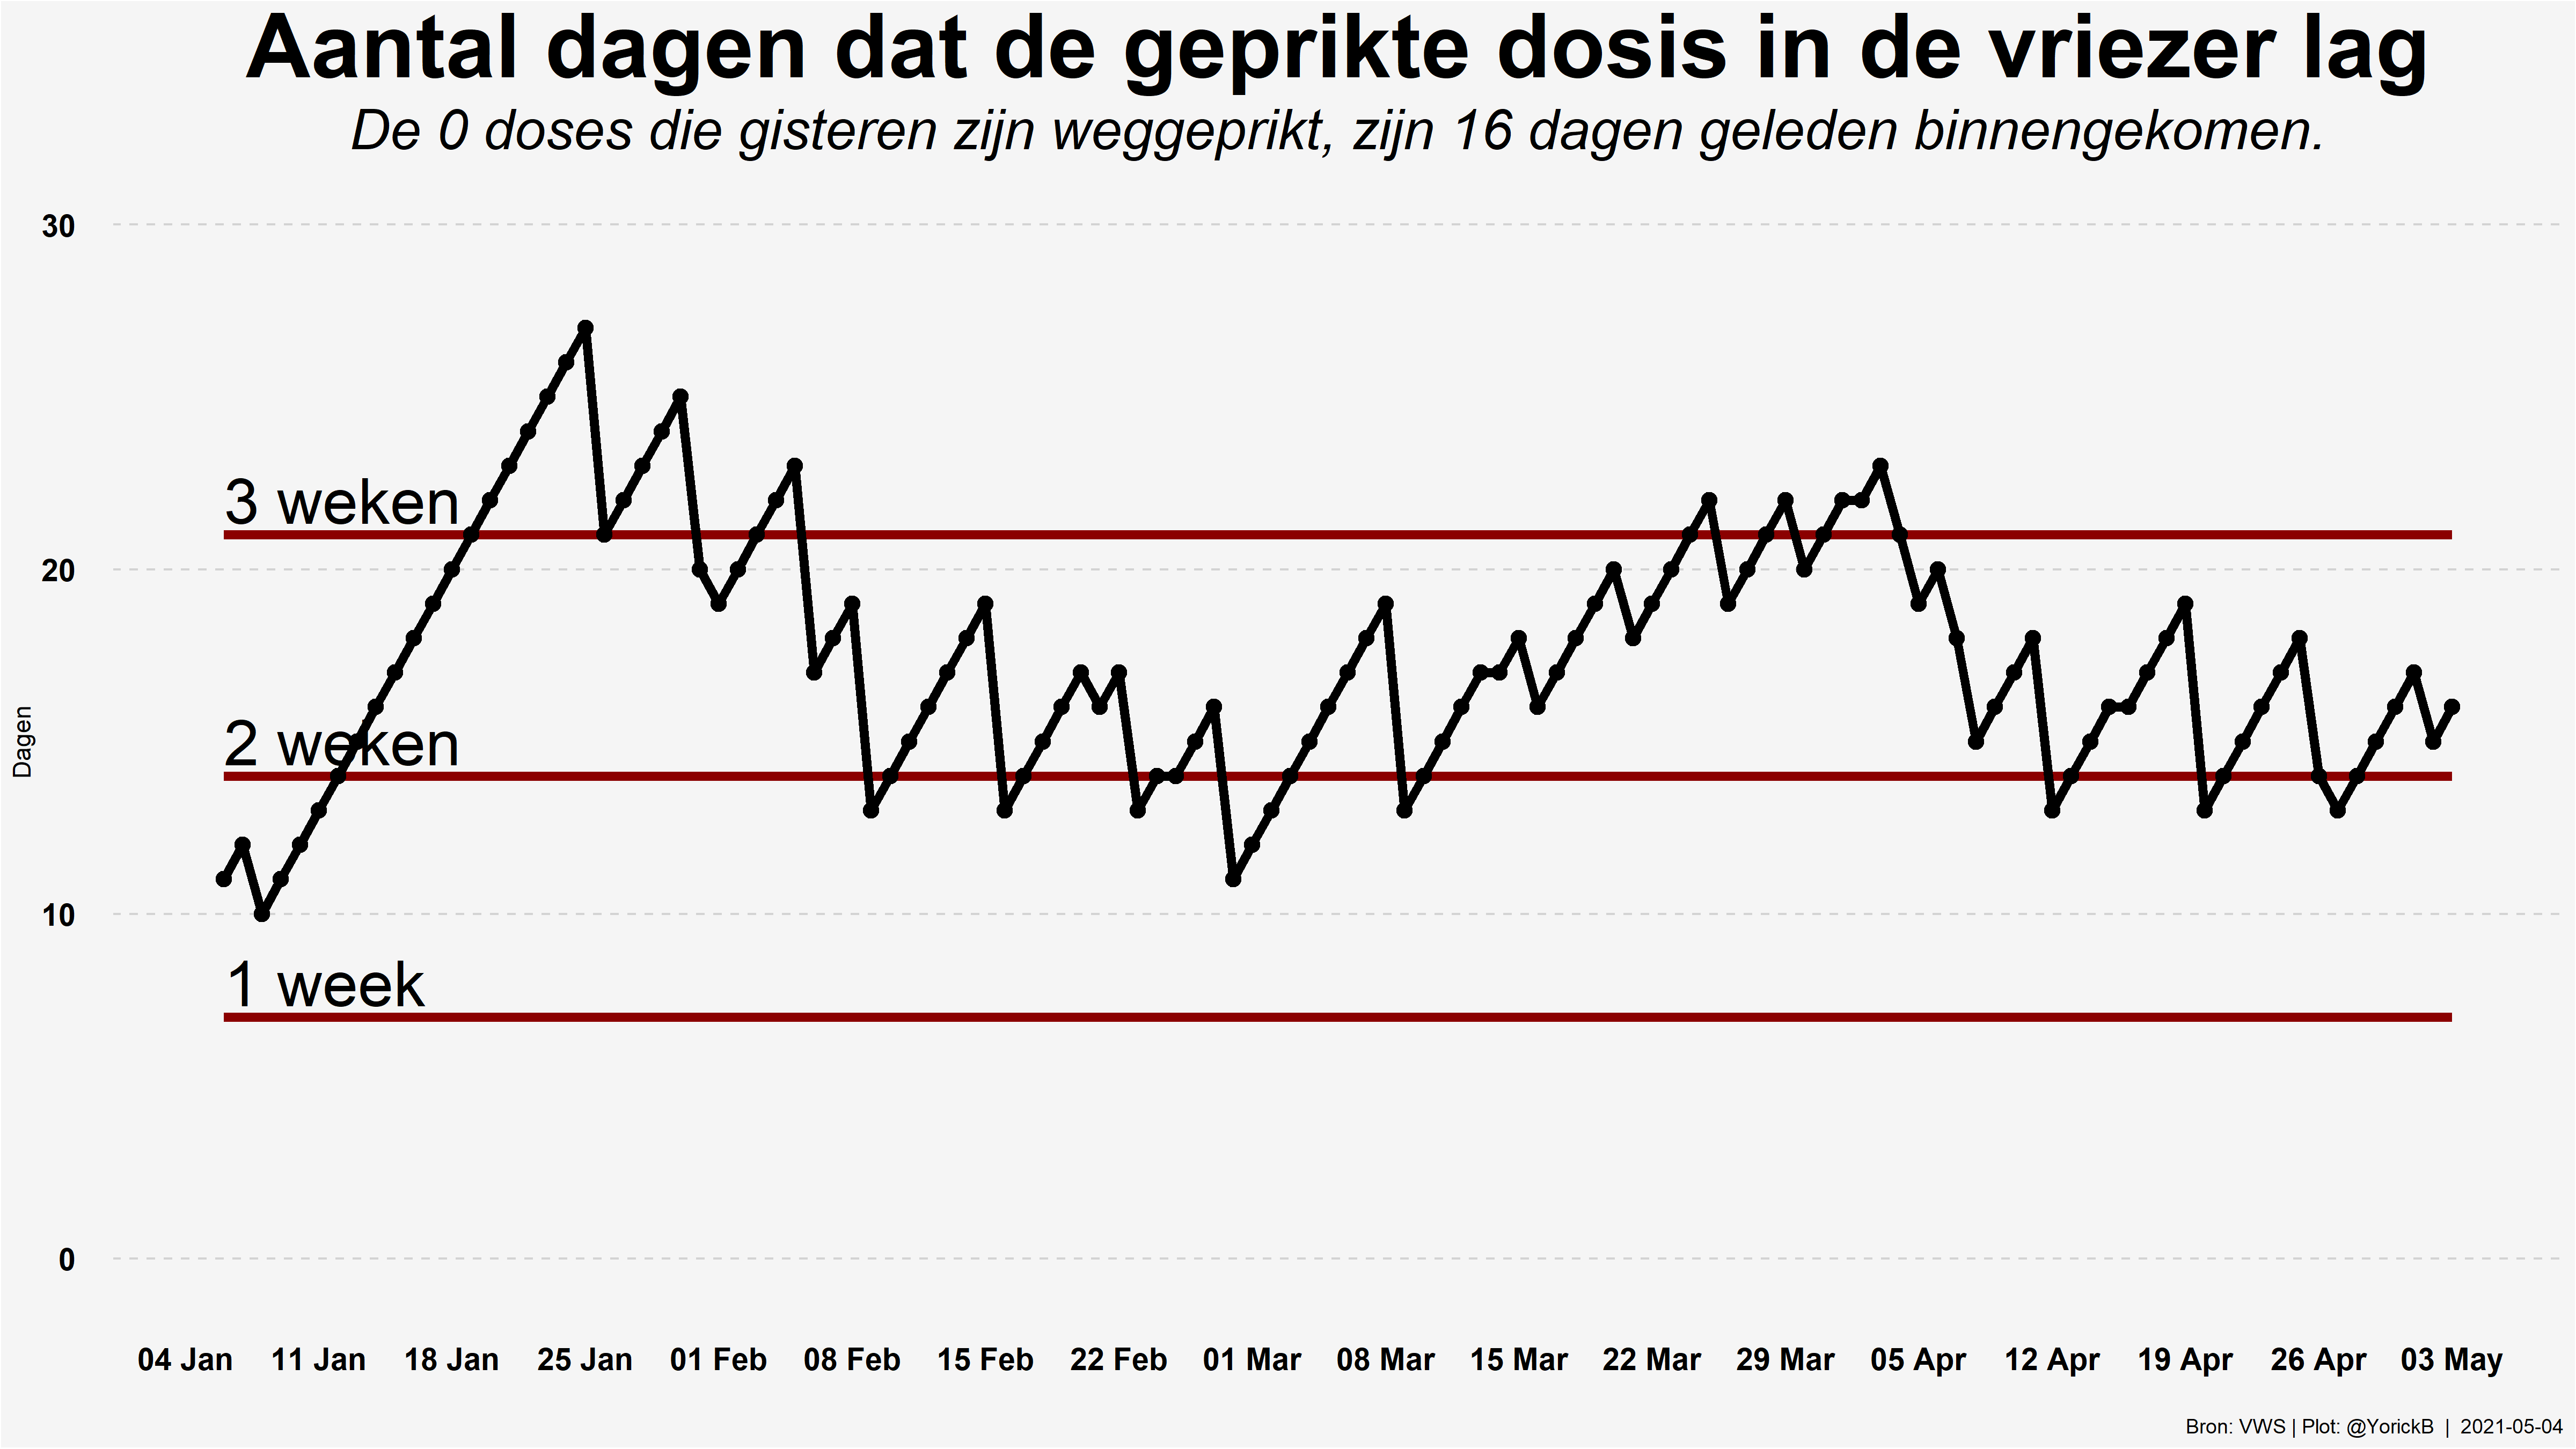 Aantal dagen dat de geprikte dosis in de vriezer lag
De 0 doses die gisteren zijn weggeprikt, zijn 16 dagen geleden binnengekomen.
30
3 weken
20
2 weken
Dagen
10
1 week
0
04 Jan 11 Jan 18 Jan 25 Jan 01 Feb 08 Feb 15 Feb 22 Feb 01 Mar 08 Mar 15 Mar 22 Mar 29 Mar 05 Apr 12 Apr 19 Apr 26 Apr 03 May
Bron: VWS | Plot: @YorickB | 2021-05-04